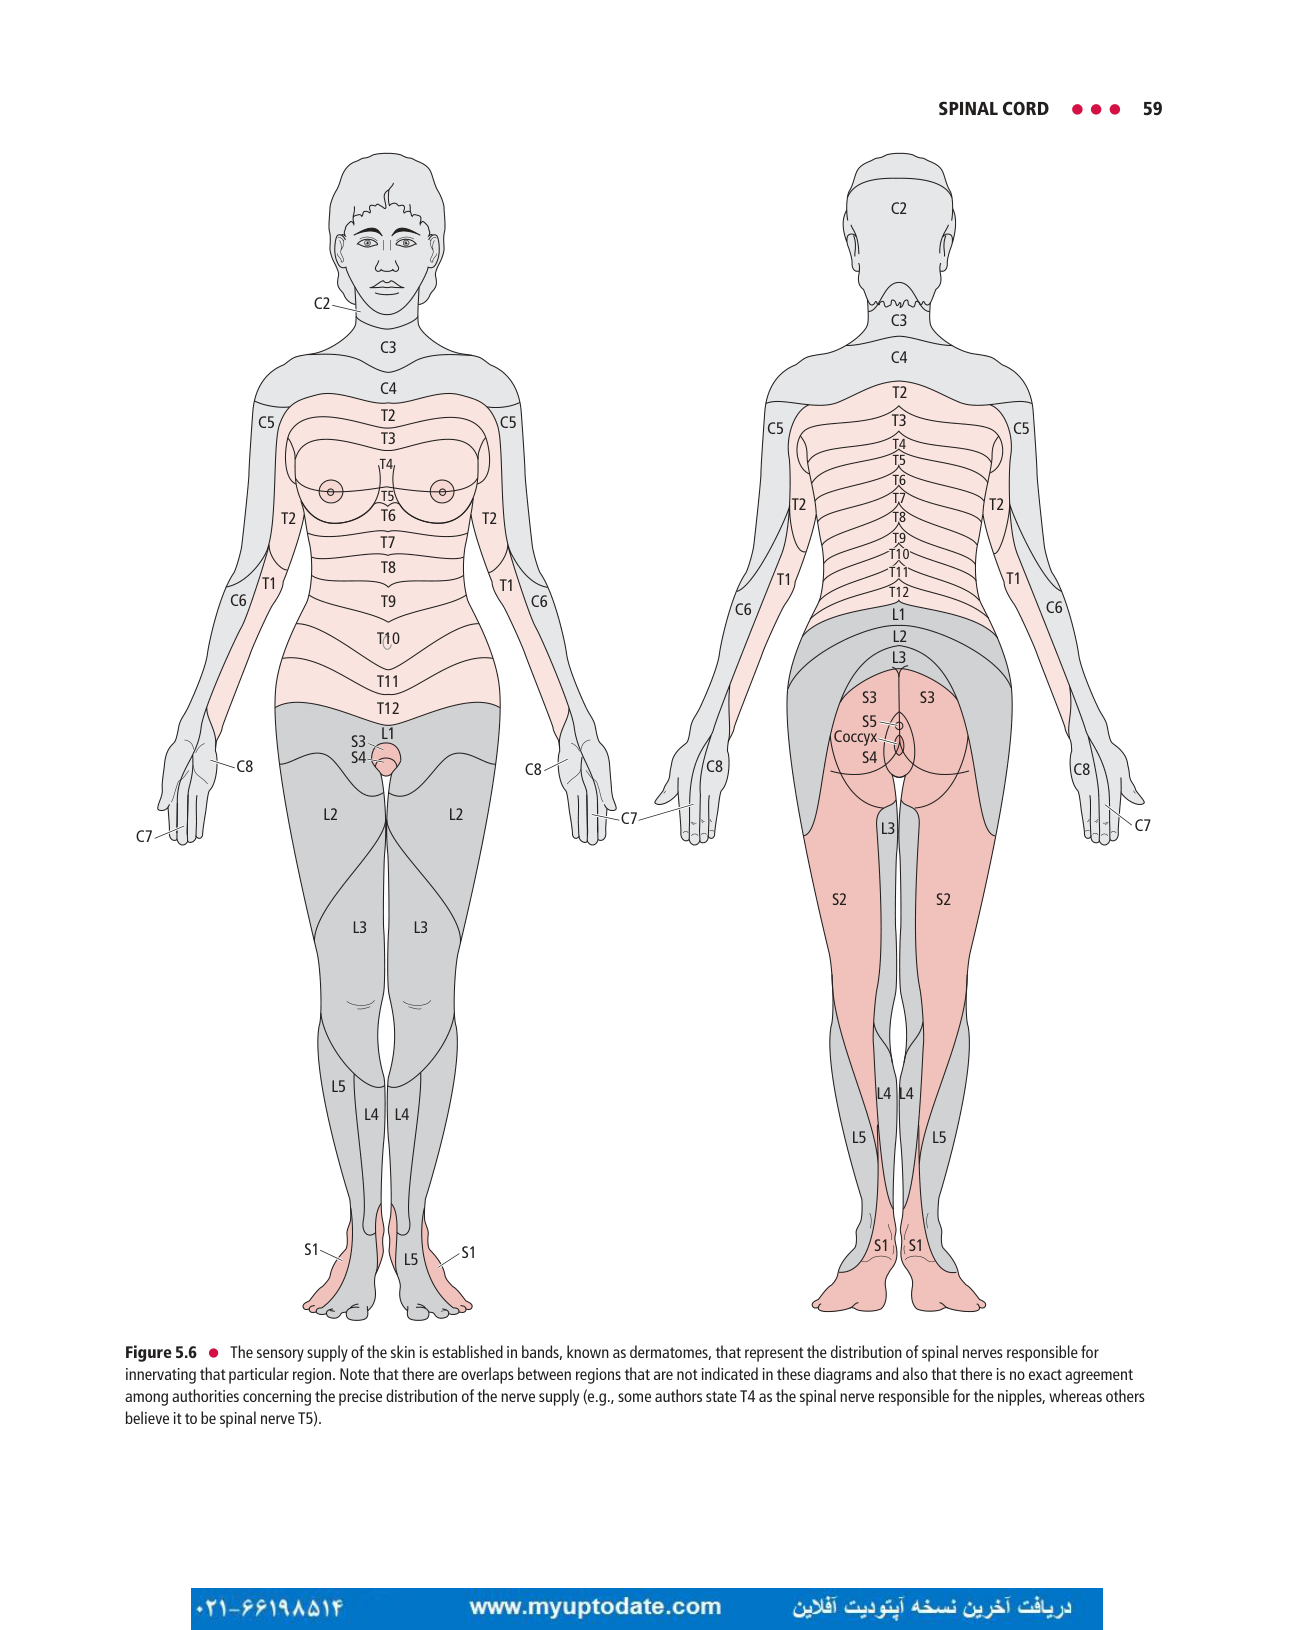 SPINAL CORD ● ● ● 59
C2
C3
C4
C5 C5
T2
T3
T4
T5
T6
T2 T2
T7
T8
T1 T1
C6 C6
T9
T10
T11
T12
L1
S3
S4
C8 C8
C7 C7
L2 L2
L3 L3
L5
L4 L4
S1 S1
L5
C2
C3
C4
T2
C5 C5
T3
T4
T5
T6
T7
T2 T2
T8
T9
T10
T11
T1 T1
T12
C6 C6
L1
L2
L3
S3 S3
S5
Coccyx
S4
C8 C8
C7
L3
S2 S2
L4 L4
L5 L5
S1 S1
Figure 5.6 ● The sensory supply of the skin is established in bands, known as dermatomes, that represent the distribution of spinal nerves responsible for
innervating that particular region. Note that there are overlaps between regions that are not indicated in these diagrams and also that there is no exact agreement
among authorities concerning the precise distribution of the nerve supply (e.g., some authors state T4 as the spinal nerve responsible for the nipples, whereas others
believe it to be spinal nerve T5).
۰۲۱-۶۶۱۹۸۵۱۴ www.myuptodate.com دریافت آخرین نسخه آپتودیت آفلاین